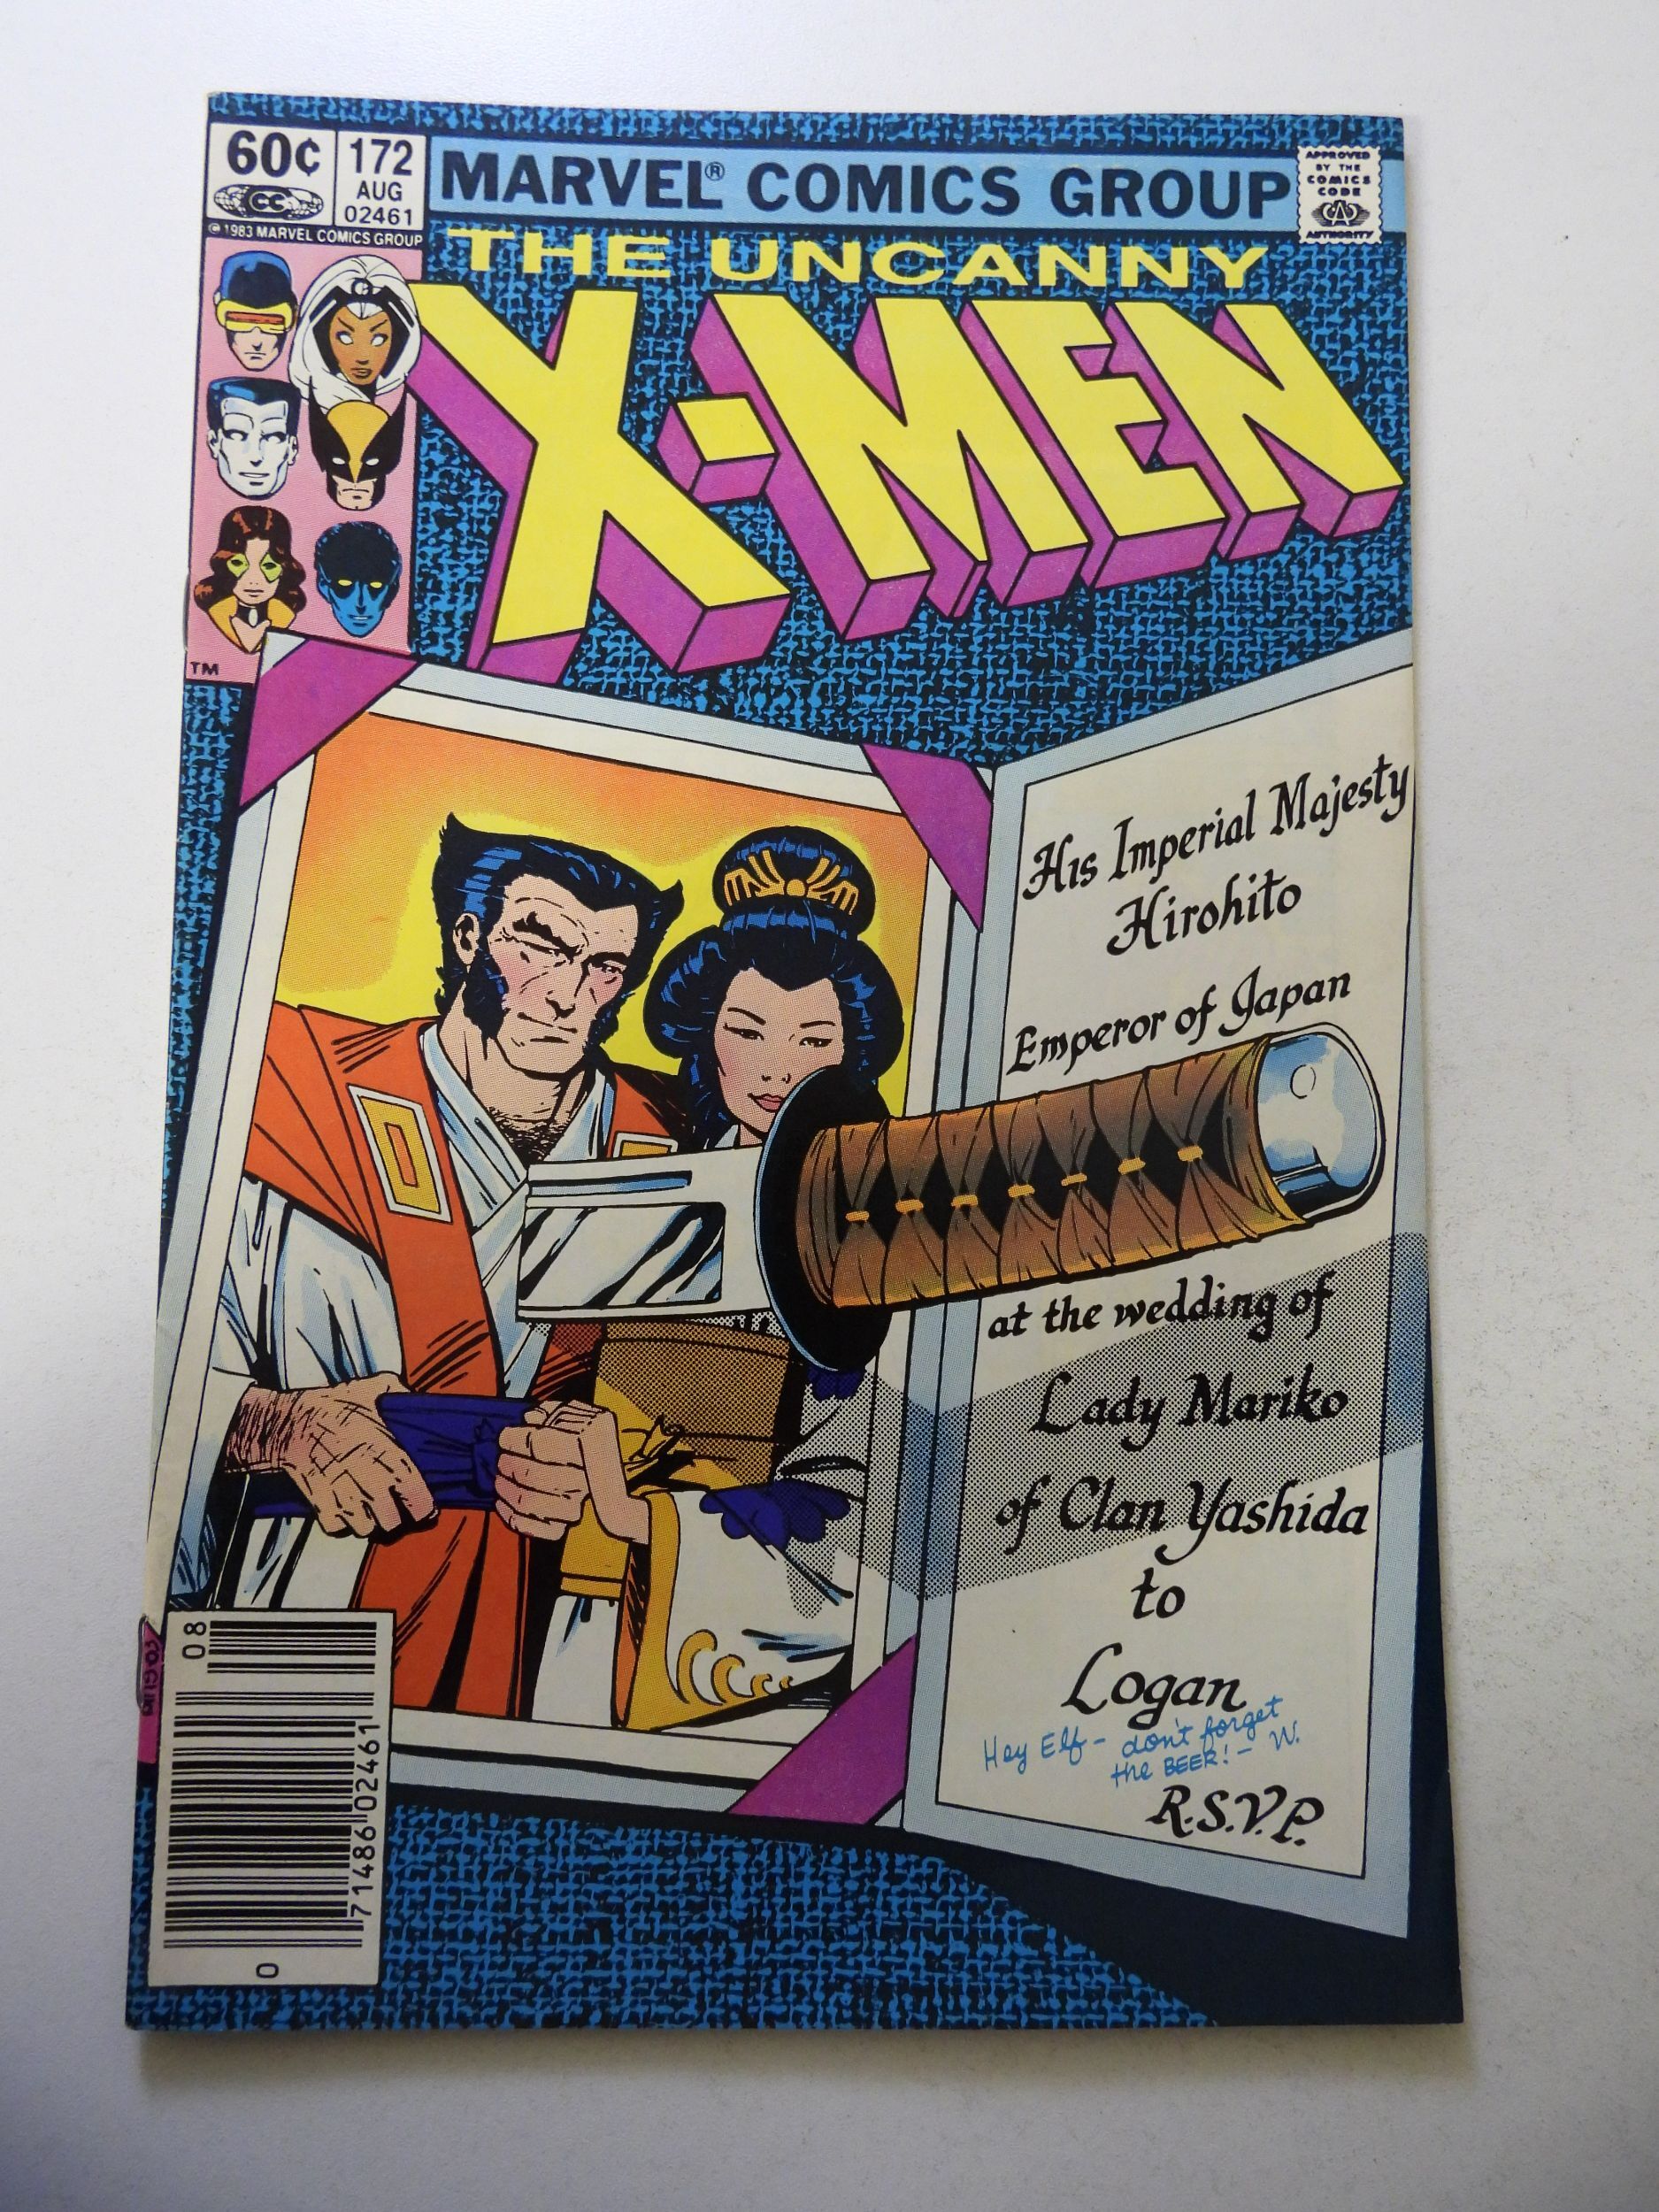 60¢
172
AUG
02461
CC
© 1983 MARVEL COMICS GROUP
MARVEL® COMICS GROUP
APPROVED
BY THE
COMICS
CODE
CA
AUTHORITY
THE UNCANNY
X-MEN
TM
His Imperial Majesty
Hirohito
Emperor of Japan
at the wedding of
Lady Mariko
of Clan Yashida
to
Logan
Hey Elf - don't forget
the BEER! - W.
R.S.V.P.
08
71486 02461
0